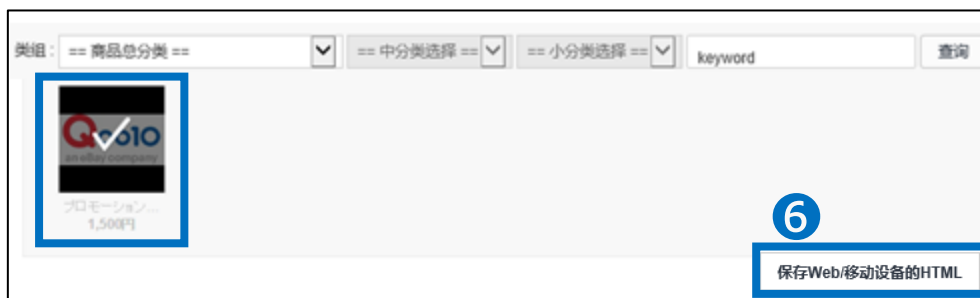 类组 : == 商品总分类 == == 中分类选择 == == 小分类选择 == keyword 查询
Qoo10
an eBay company
プロモーション...
1,500円
6
保存Web/移动设备的HTML